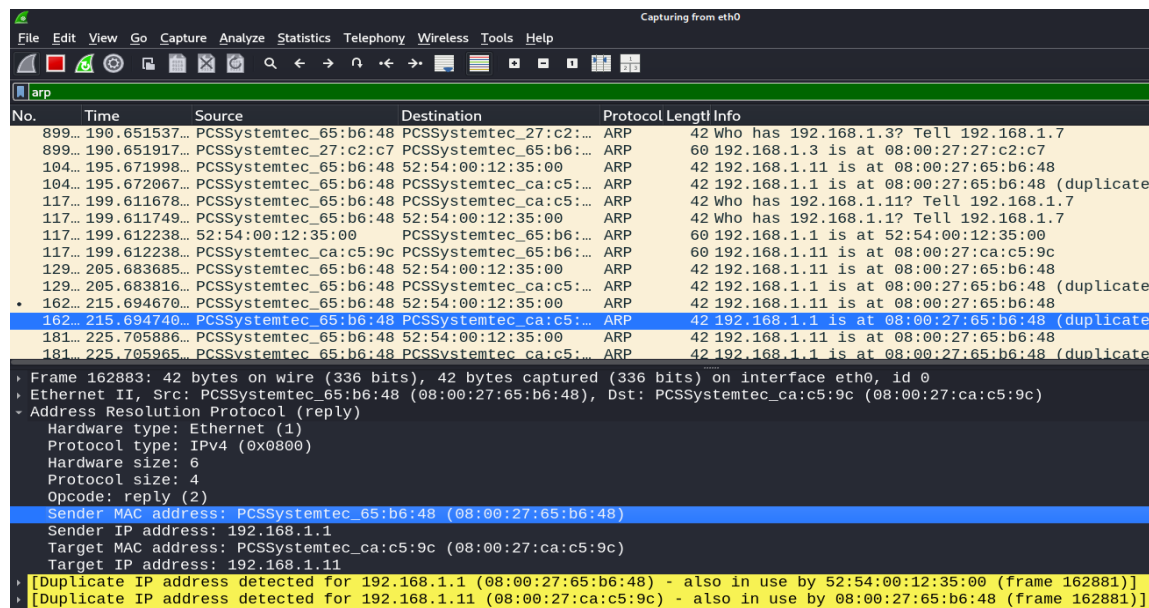 Capturing from eth0
File Edit View Go Capture Analyze Statistics Telephony Wireless Tools Help
arp
No. Time Source Destination Protocol Lengtl Info
899… 190.651537… PCSSystemtec_65:b6:48 PCSSystemtec_27:c2:… ARP 42 Who has 192.168.1.3? Tell 192.168.1.7
899… 190.651917… PCSSystemtec_27:c2:c7 PCSSystemtec_65:b6:… ARP 60 192.168.1.3 is at 08:00:27:27:c2:c7
104… 195.671998… PCSSystemtec_65:b6:48 52:54:00:12:35:00 ARP 42 192.168.1.11 is at 08:00:27:65:b6:48
104… 195.672067… PCSSystemtec_65:b6:48 PCSSystemtec_ca:c5:… ARP 42 192.168.1.1 is at 08:00:27:65:b6:48 (duplicate
117… 199.611678… PCSSystemtec_65:b6:48 PCSSystemtec_ca:c5:… ARP 42 Who has 192.168.1.11? Tell 192.168.1.7
117… 199.611749… PCSSystemtec_65:b6:48 52:54:00:12:35:00 ARP 42 Who has 192.168.1.1? Tell 192.168.1.7
117… 199.612238… 52:54:00:12:35:00 PCSSystemtec_65:b6:… ARP 60 192.168.1.1 is at 52:54:00:12:35:00
117… 199.612238… PCSSystemtec_ca:c5:9c PCSSystemtec_65:b6:… ARP 60 192.168.1.11 is at 08:00:27:ca:c5:9c
129… 205.683685… PCSSystemtec_65:b6:48 52:54:00:12:35:00 ARP 42 192.168.1.11 is at 08:00:27:65:b6:48
129… 205.683816… PCSSystemtec_65:b6:48 PCSSystemtec_ca:c5:… ARP 42 192.168.1.1 is at 08:00:27:65:b6:48 (duplicate
162… 215.694670… PCSSystemtec_65:b6:48 52:54:00:12:35:00 ARP 42 192.168.1.11 is at 08:00:27:65:b6:48
162… 215.694740… PCSSystemtec_65:b6:48 PCSSystemtec_ca:c5:… ARP 42 192.168.1.1 is at 08:00:27:65:b6:48 (duplicate
181… 225.705886… PCSSystemtec_65:b6:48 52:54:00:12:35:00 ARP 42 192.168.1.11 is at 08:00:27:65:b6:48
181… 225.705965… PCSSystemtec_65:b6:48 PCSSystemtec_ca:c5:… ARP 42 192.168.1.1 is at 08:00:27:65:b6:48 (duplicate
Frame 162883: 42 bytes on wire (336 bits), 42 bytes captured (336 bits) on interface eth0, id 0
Ethernet II, Src: PCSSystemtec_65:b6:48 (08:00:27:65:b6:48), Dst: PCSSystemtec_ca:c5:9c (08:00:27:ca:c5:9c)
Address Resolution Protocol (reply)
Hardware type: Ethernet (1)
Protocol type: IPv4 (0x0800)
Hardware size: 6
Protocol size: 4
Opcode: reply (2)
Sender MAC address: PCSSystemtec_65:b6:48 (08:00:27:65:b6:48)
Sender IP address: 192.168.1.1
Target MAC address: PCSSystemtec_ca:c5:9c (08:00:27:ca:c5:9c)
Target IP address: 192.168.1.11
[Duplicate IP address detected for 192.168.1.1 (08:00:27:65:b6:48) - also in use by 52:54:00:12:35:00 (frame 162881)]
[Duplicate IP address detected for 192.168.1.11 (08:00:27:ca:c5:9c) - also in use by 08:00:27:65:b6:48 (frame 162881)]